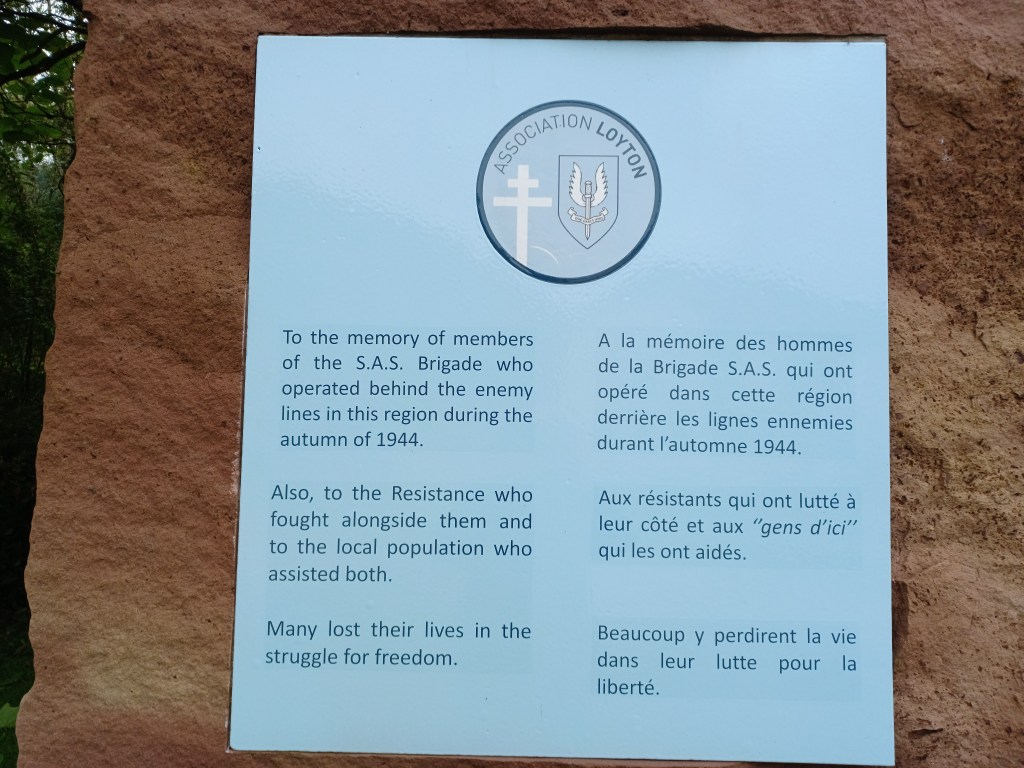 ASSOCIATION LOYTON
To the memory of members
of the S.A.S. Brigade who
operated behind the enemy
lines in this region during the
autumn of 1944.
Also, to the Resistance who
fought alongside them and
to the local population who
assisted both.
Many lost their lives in the
struggle for freedom.
A la mémoire des hommes
de la Brigade S.A.S. qui ont
opéré dans cette région
derrière les lignes ennemies
durant l'automne 1944.
Aux résistants qui ont lutté à
leur côté et aux ''gens d'ici''
qui les ont aidés.
Beaucoup y perdirent la vie
dans leur lutte pour la
liberté.